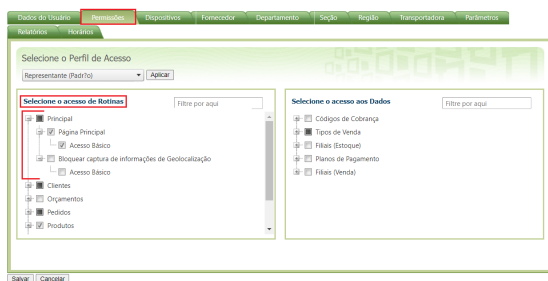 Dados do Usuário Permissões Dispositivos Fornecedor Departamento Seção Região Transportadora Parâmetros
Relatórios Horários
Selecione o Perfil de Acesso
Representante (Padr?o) Aplicar
Selecione o acesso de Rotinas Filtre por aqui
Principal
Página Principal
Acesso Básico
Bloquear captura de informações de Geolocalização
Acesso Básico
Clientes
Orçamentos
Pedidos
Produtos
Selecione o acesso aos Dados Filtre por aqui
Códigos de Cobrança
Tipos de Venda
Filiais (Estoque)
Planos de Pagamento
Filiais (Venda)
Salvar Cancelar